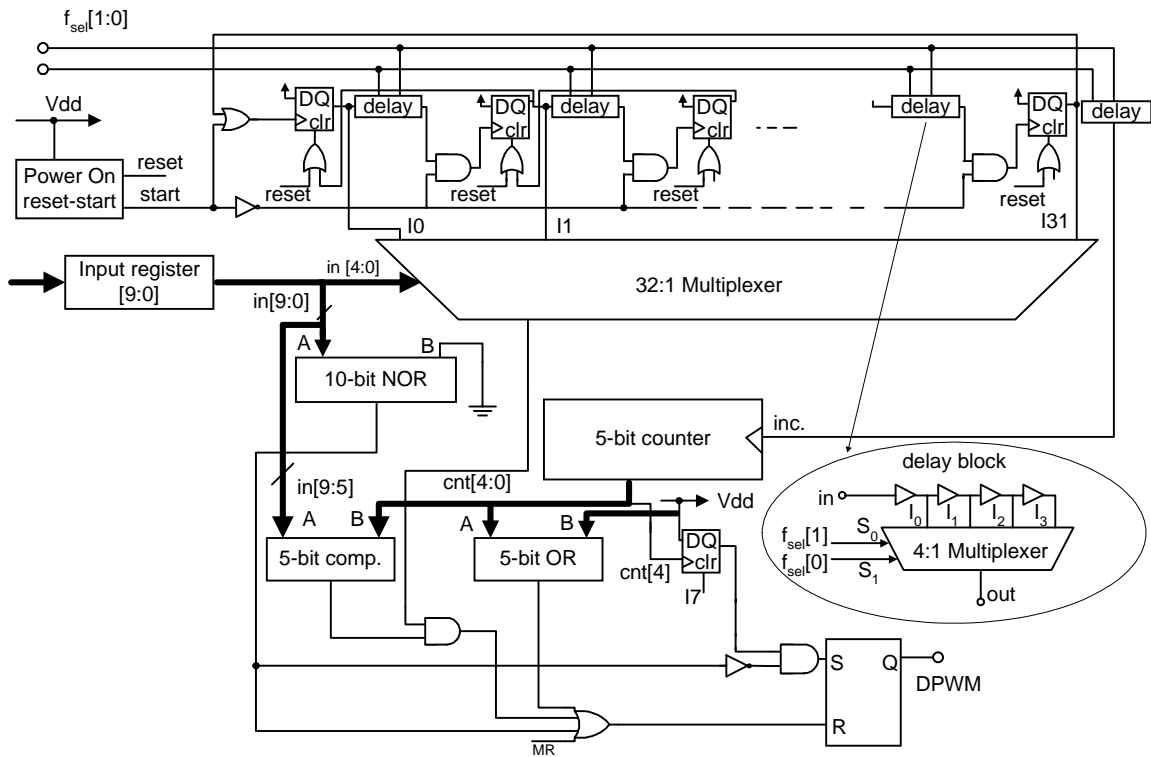 f_sel[1:0]
Vdd
Power On
reset-start
reset
start
DQ
clr
delay
reset
DQ
clr
delay
reset
DQ
clr
reset
delay
DQ
clr
delay
reset
I0
I1
I31
Input register
[9:0]
in [4:0]
32:1 Multiplexer
in[9:0]
A
B
10-bit NOR
5-bit counter
inc.
in[9:5]
cnt[4:0]
A
B
A
B
Vdd
5-bit comp.
5-bit OR
DQ
clr
cnt[4]
I7
delay block
in
I0
I1
I2
I3
f_sel[1]
S0
f_sel[0]
S1
4:1 Multiplexer
out
S
Q
R
DPWM
MR